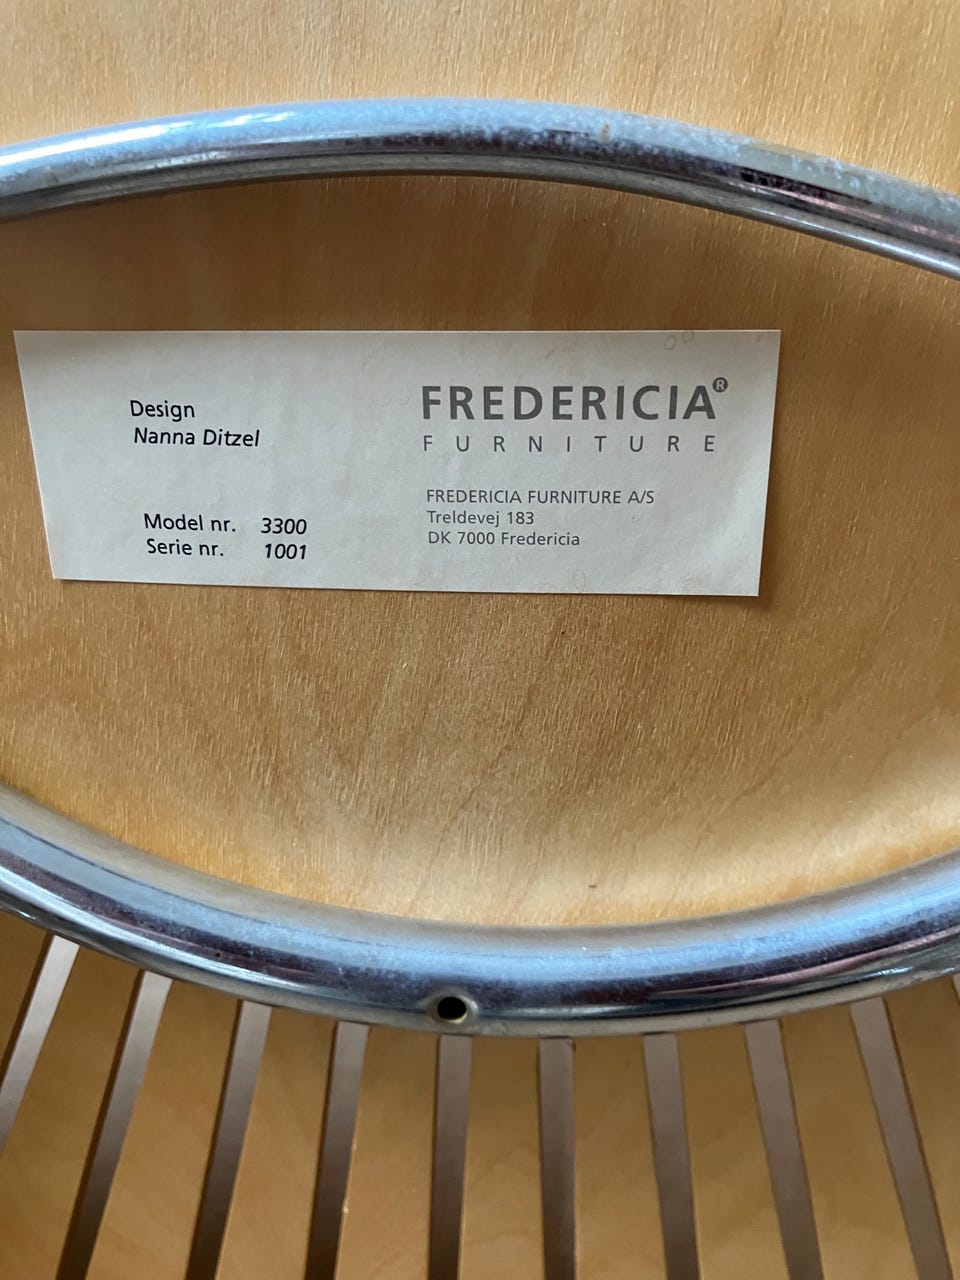 Design
Nanna Ditzel
Model nr. 3300
Serie nr. 1001
FREDERICIA®
FURNITURE
FREDERICIA FURNITURE A/S
Treldevej 183
DK 7000 Fredericia